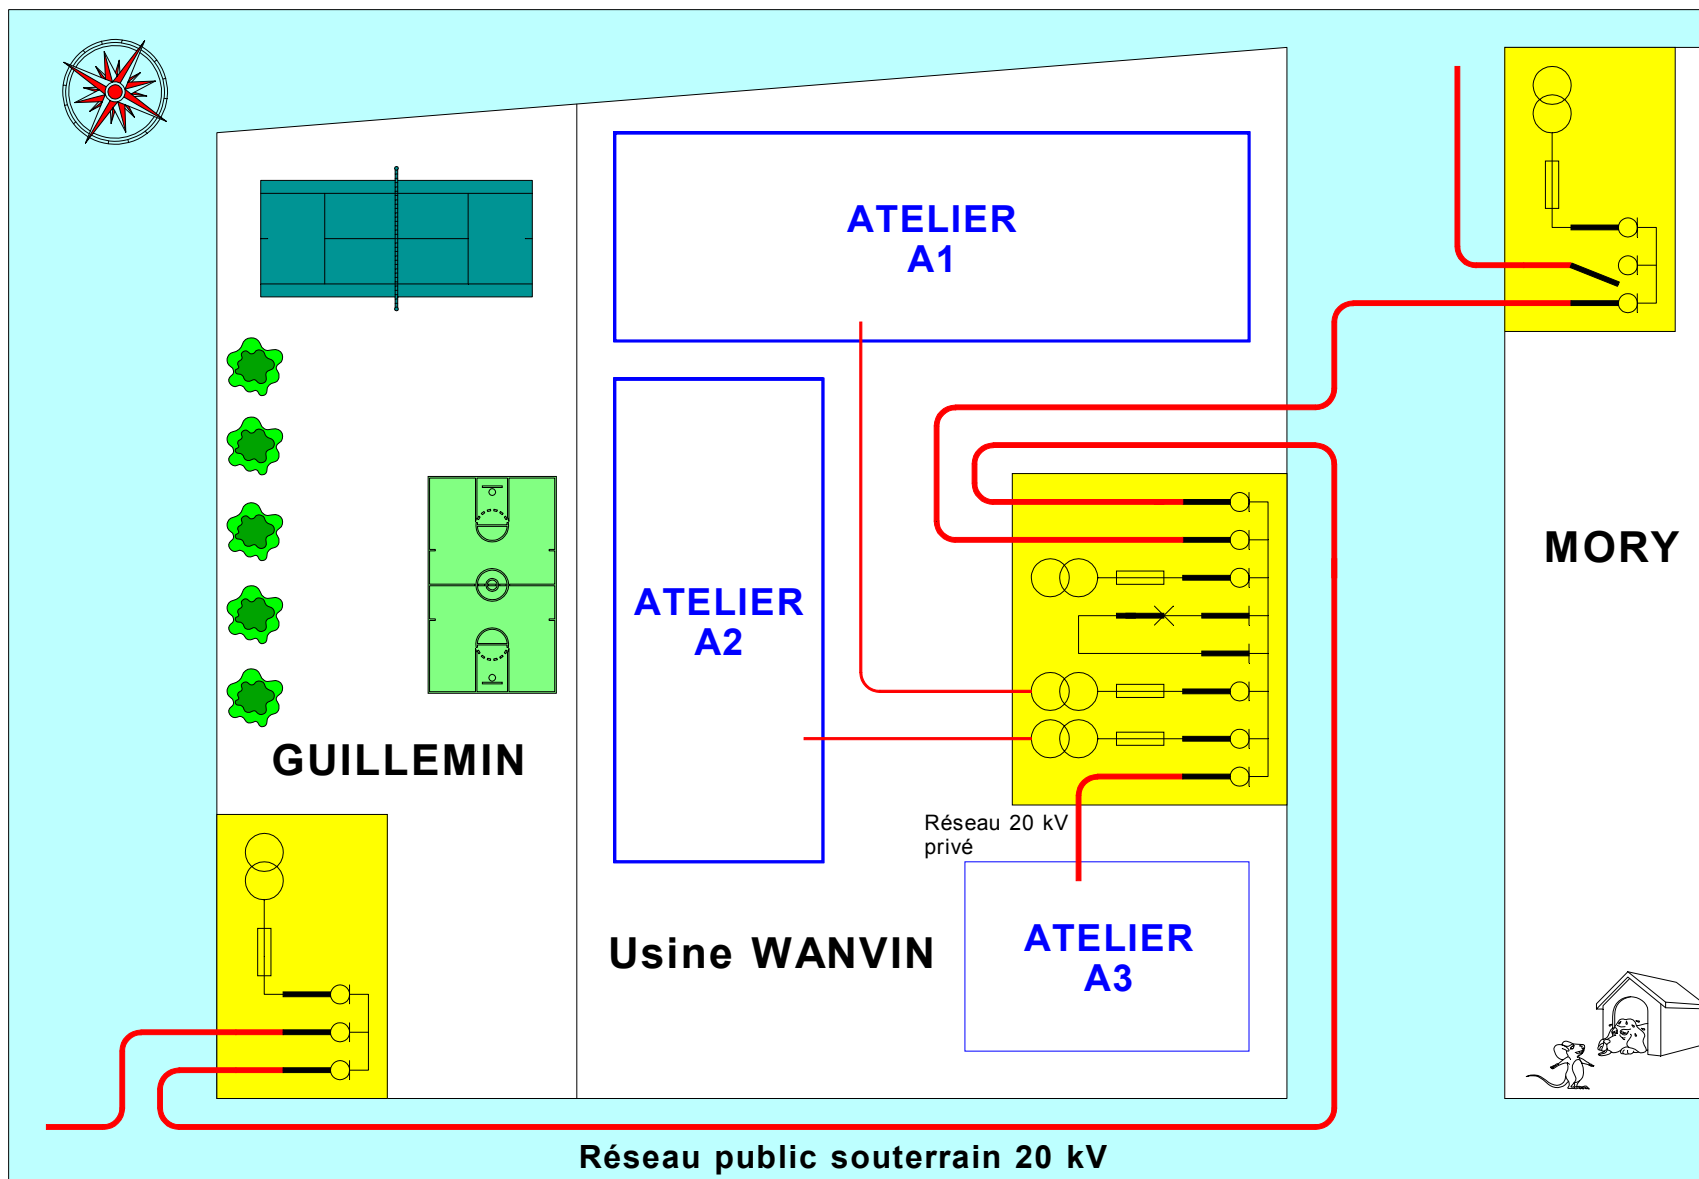 ATELIER
A1
MORY
ATELIER
A2
GUILLEMIN
Réseau 20 kV
privé
Usine WANVIN
ATELIER
A3
Réseau public souterrain 20 kV